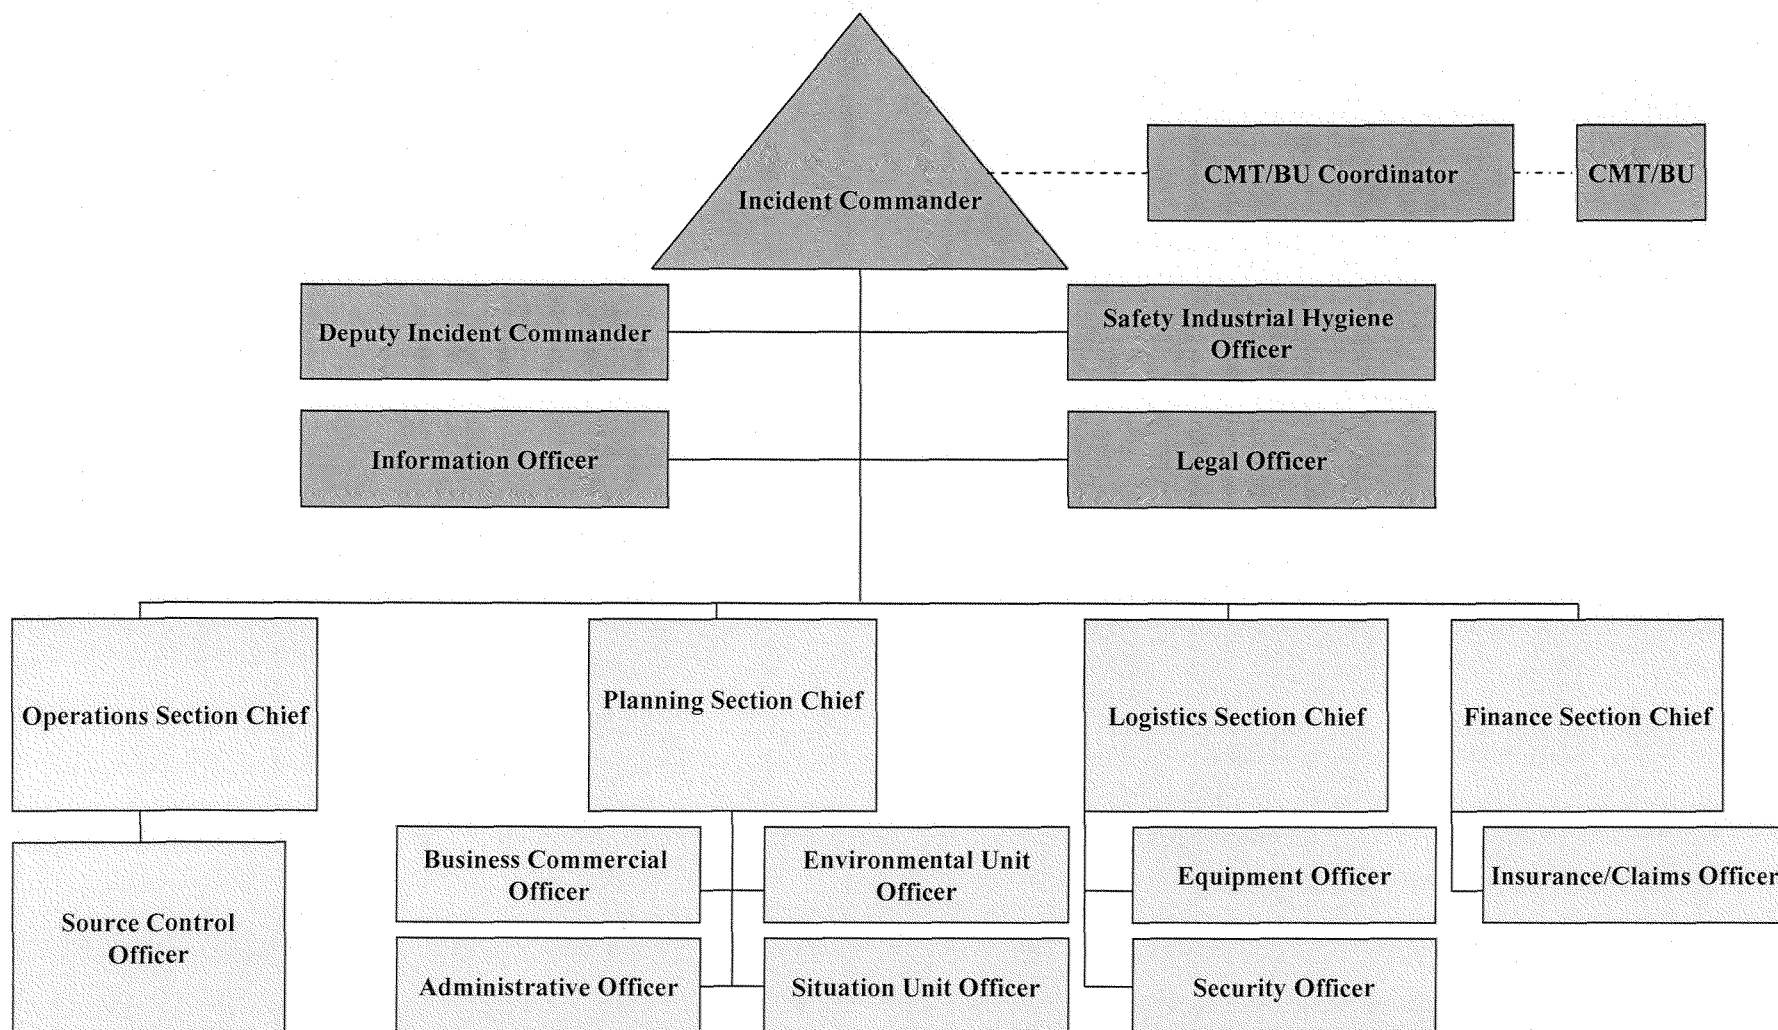 Incident Commander
CMT/BU Coordinator
CMT/BU
Deputy Incident Commander
Safety Industrial Hygiene
Officer
Information Officer
Legal Officer
Operations Section Chief
Planning Section Chief
Logistics Section Chief
Finance Section Chief
Source Control
Officer
Business Commercial
Officer
Environmental Unit
Officer
Equipment Officer
Insurance/Claims Officer
Administrative Officer
Situation Unit Officer
Security Officer